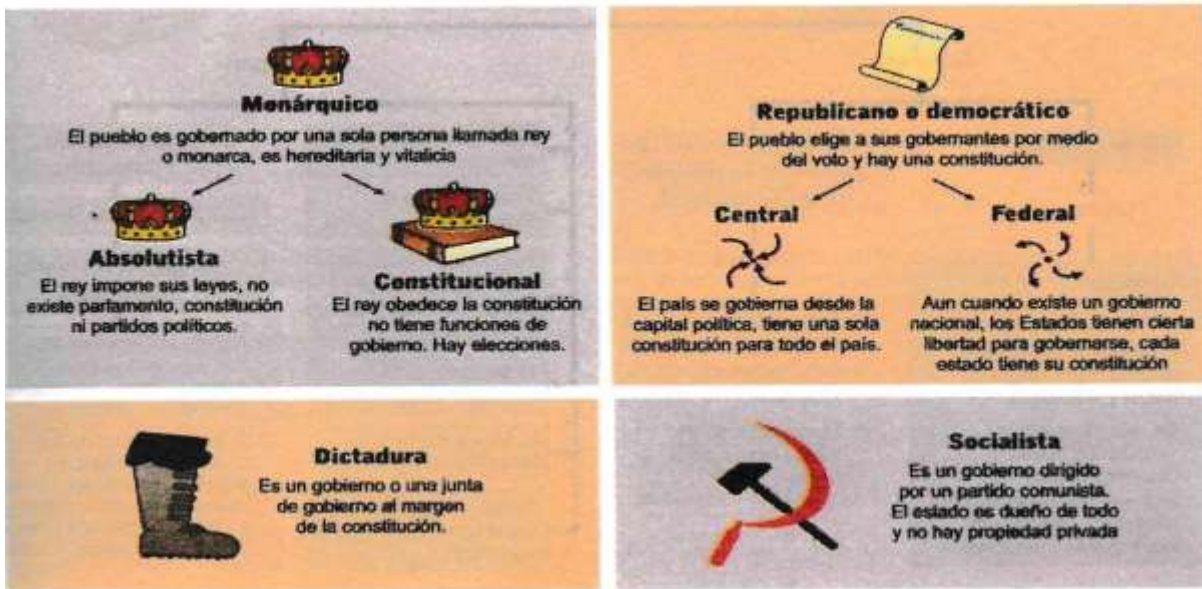 Monárquico
El pueblo es gobernado por una sola persona llamada rey
o monarca, es hereditaria y vitalicia
Absolutista
El rey impone sus leyes, no
existe parlamento, constitución
ni partidos políticos.
Constitucional
El rey obedece la constitución
no tiene funciones de
gobierno. Hay elecciones.
Republicano o democrático
El pueblo elige a sus gobernantes por medio
del voto y hay una constitución.
Central
El país se gobierna desde la
capital política, tiene una sola
constitución para todo el país.
Federal
Aun cuando existe un gobierno
nacional, los Estados tienen cierta
libertad para gobernarse, cada
estado tiene su constitución
Dictadura
Es un gobierno o una junta
de gobierno al margen
de la constitución.
Socialista
Es un gobierno dirigido
por un partido comunista.
El estado es dueño de todo
y no hay propiedad privada